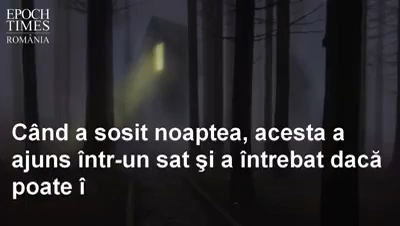 EPOCH
TIMES
ROMÂNIA
Când a sosit noaptea, acesta a
ajuns într-un sat şi a întrebat dacă
poate î